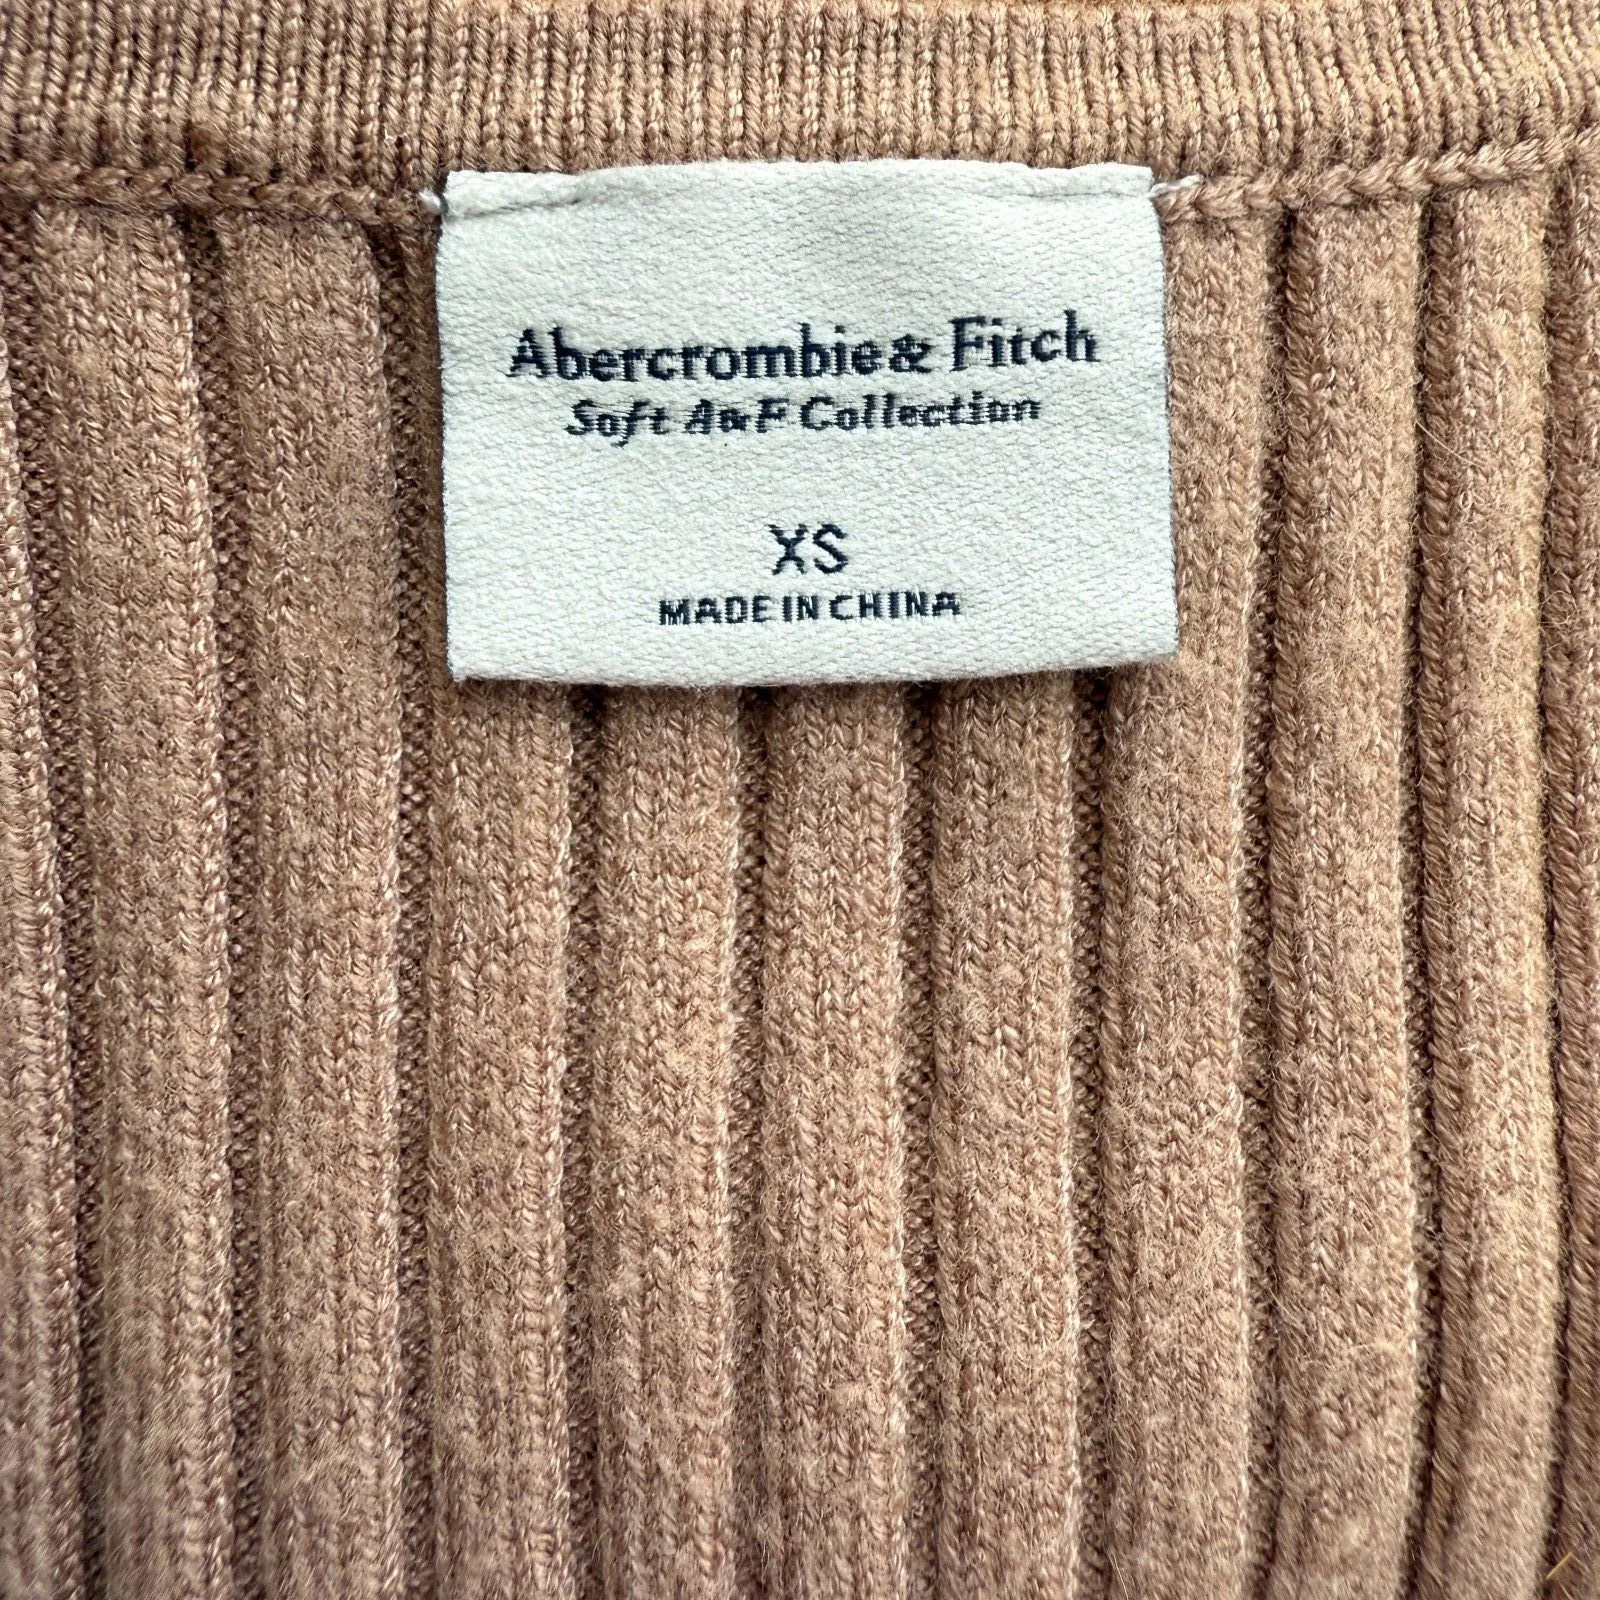 Abercrombie & Fitch
Soft A&F Collection
XS
MADE IN CHINA